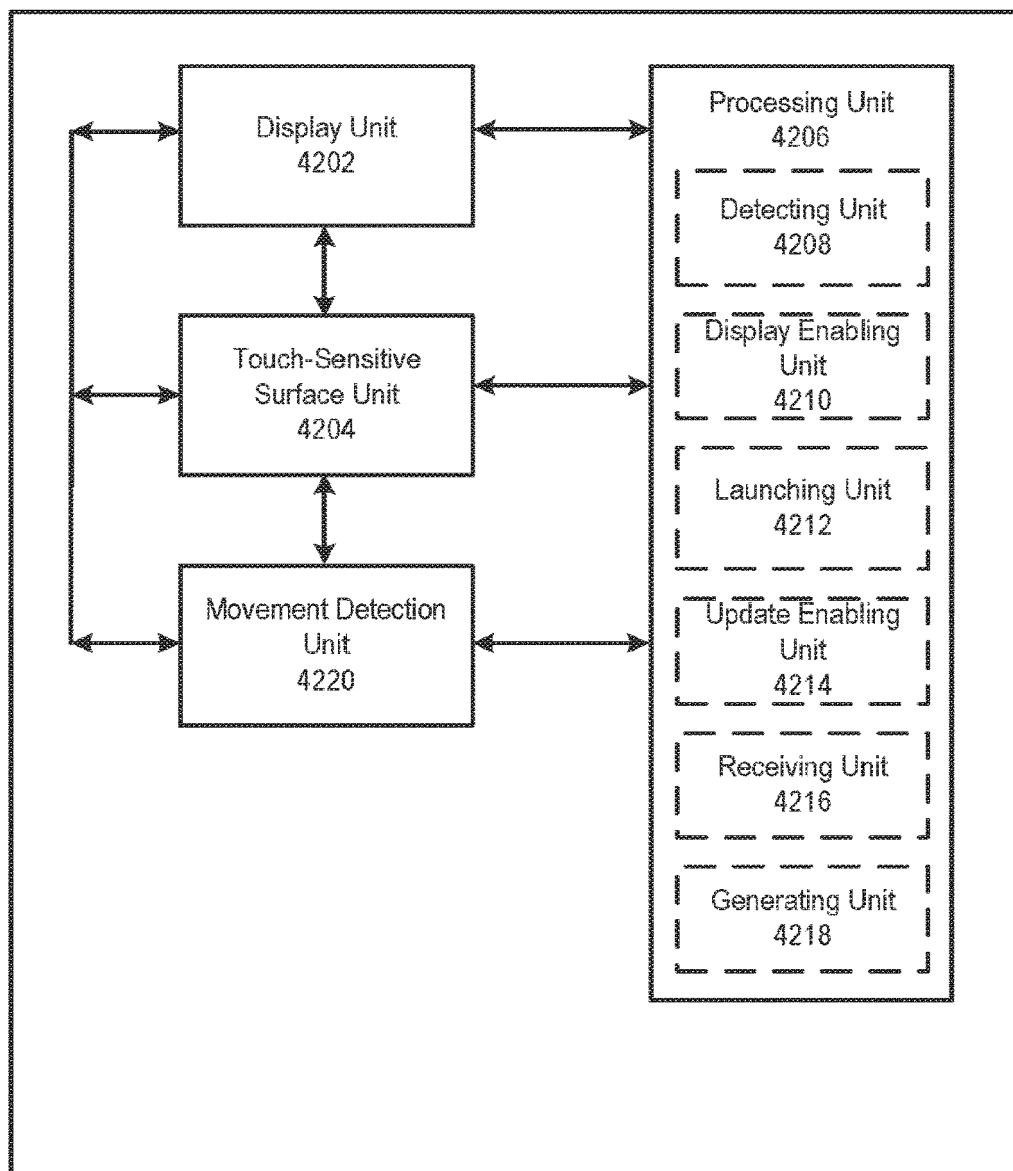 Display Unit
4202
Touch-Sensitive
Surface Unit
4204
Movement Detection
Unit
4220
Processing Unit
4206
Detecting Unit
4208
Display Enabling
Unit
4210
Launching Unit
4212
Update Enabling
Unit
4214
Receiving Unit
4216
Generating Unit
4218